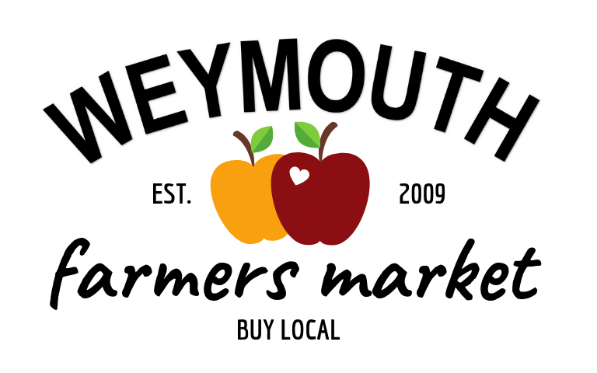 WEYMOUTH
EST. 2009
farmers market
BUY LOCAL